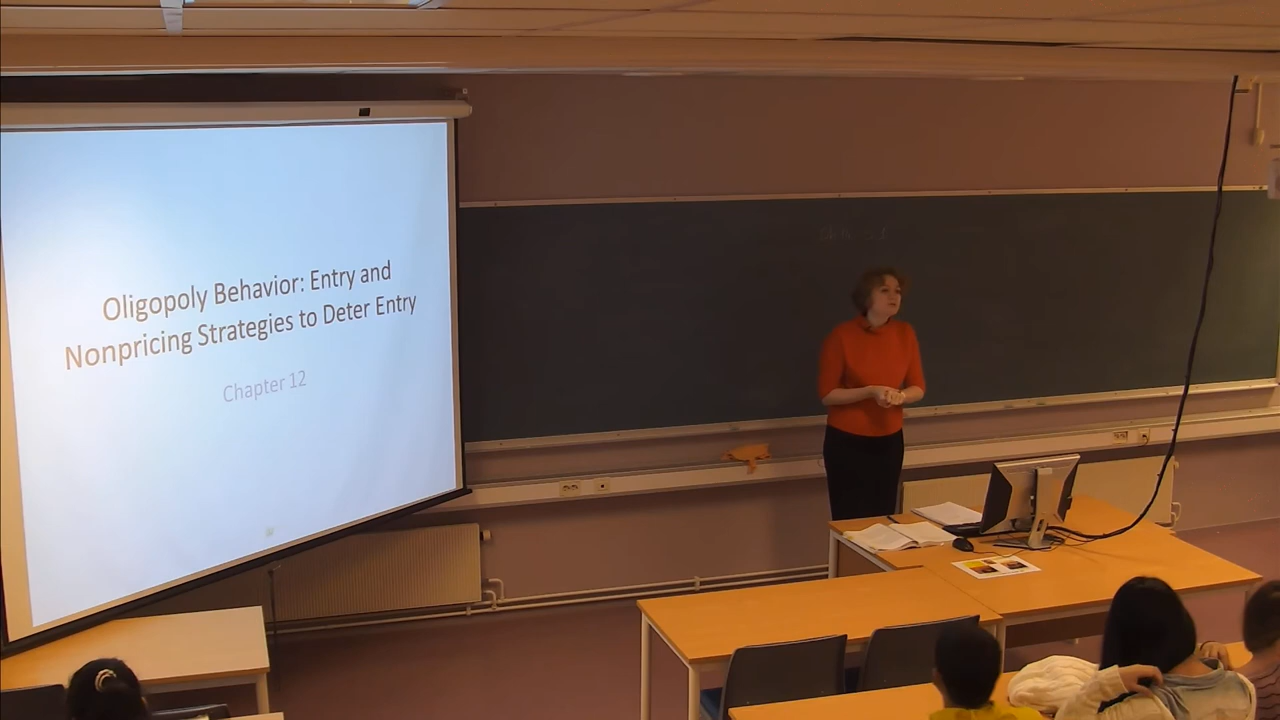 Oligopoly Behavior: Entry and
Nonpricing Strategies to Deter Entry
Chapter 12